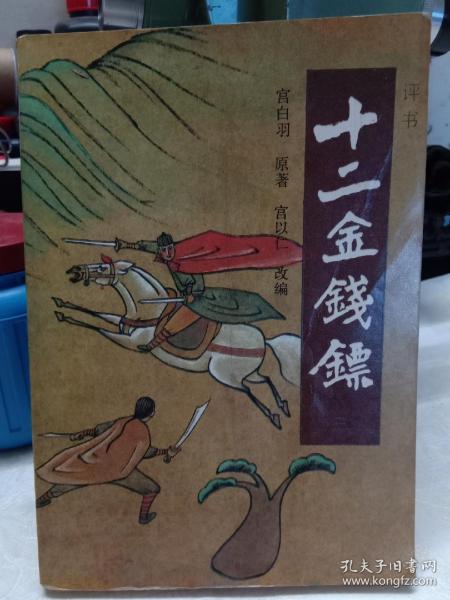 评书
十二金錢鏢
宫白羽 原著 宫以仁 改编
孔夫子旧书网
www.kongfz.com